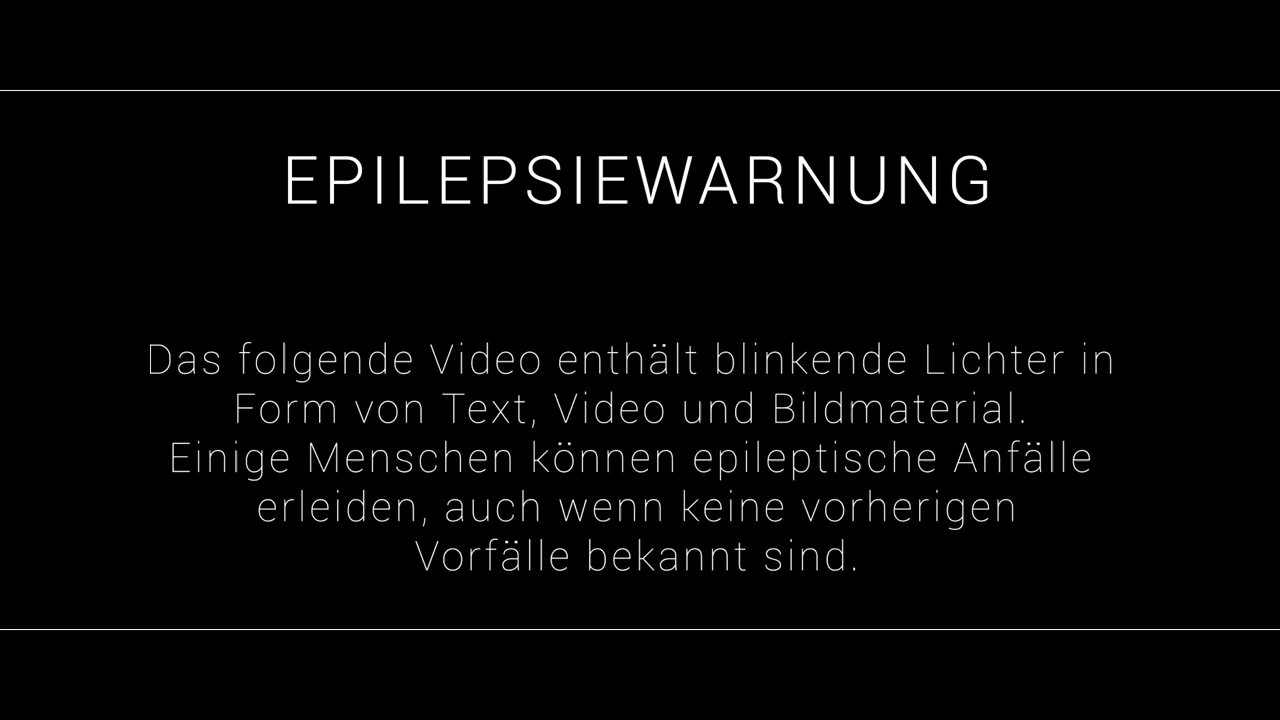 EPILEPSIEWARNUNG
Das folgende Video enthält blinkende Lichter in
Form von Text, Video und Bildmaterial.
Einige Menschen können epileptische Anfälle
erleiden, auch wenn keine vorherigen
Vorfälle bekannt sind.